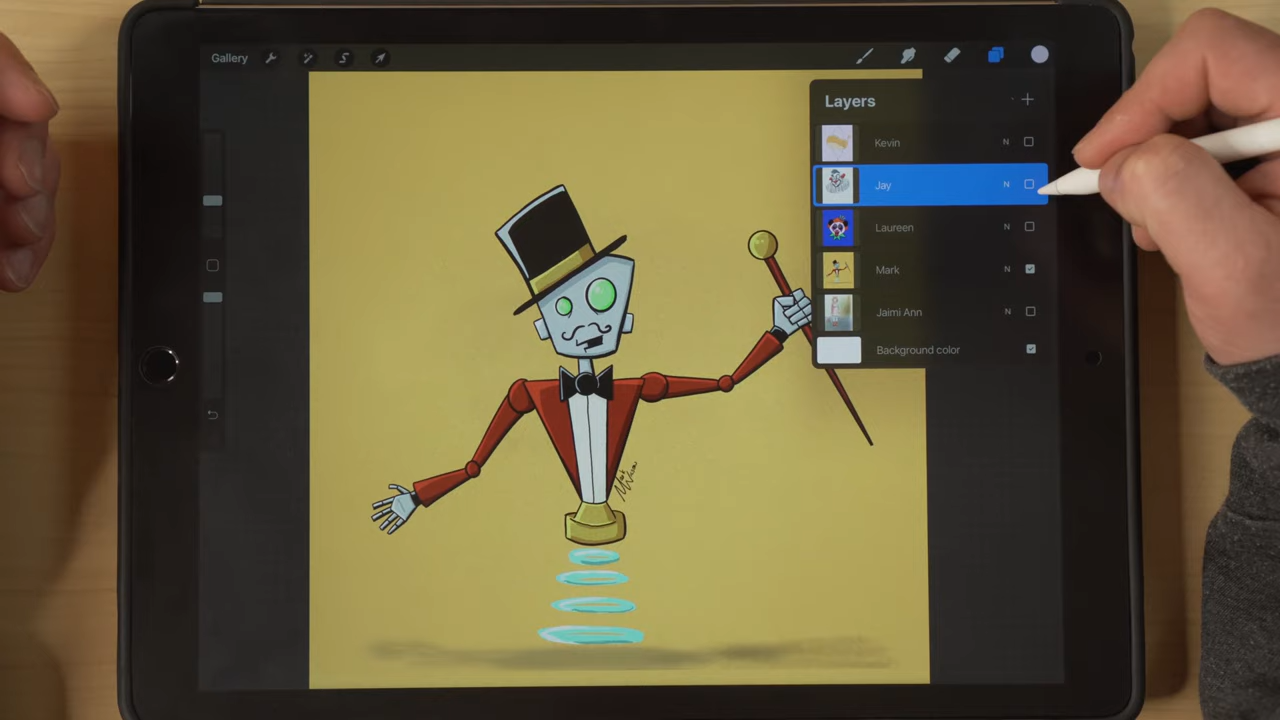 Gallery
Layers
Kevin N
Jay N
Laureen N
Mark N
Jaimi Ann N
Background color